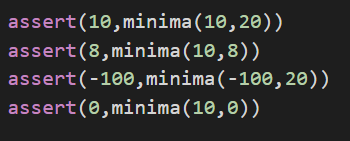 assert(10,minima(10,20))
assert(8,minima(10,8))
assert(-100,minima(-100,20))
assert(0,minima(10,0))